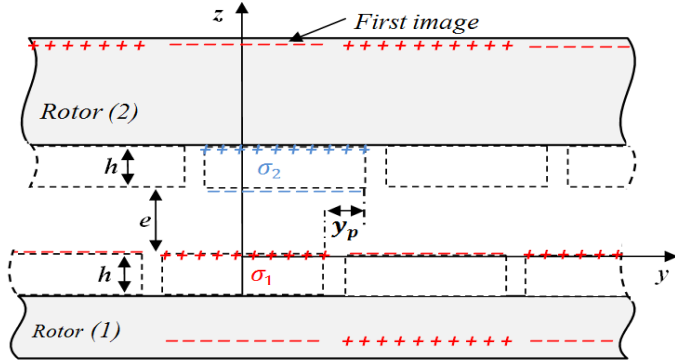 z
First image
Rotor (2)
h
σ₂
e
yₚ
h
σ₁
y
Rotor (1)